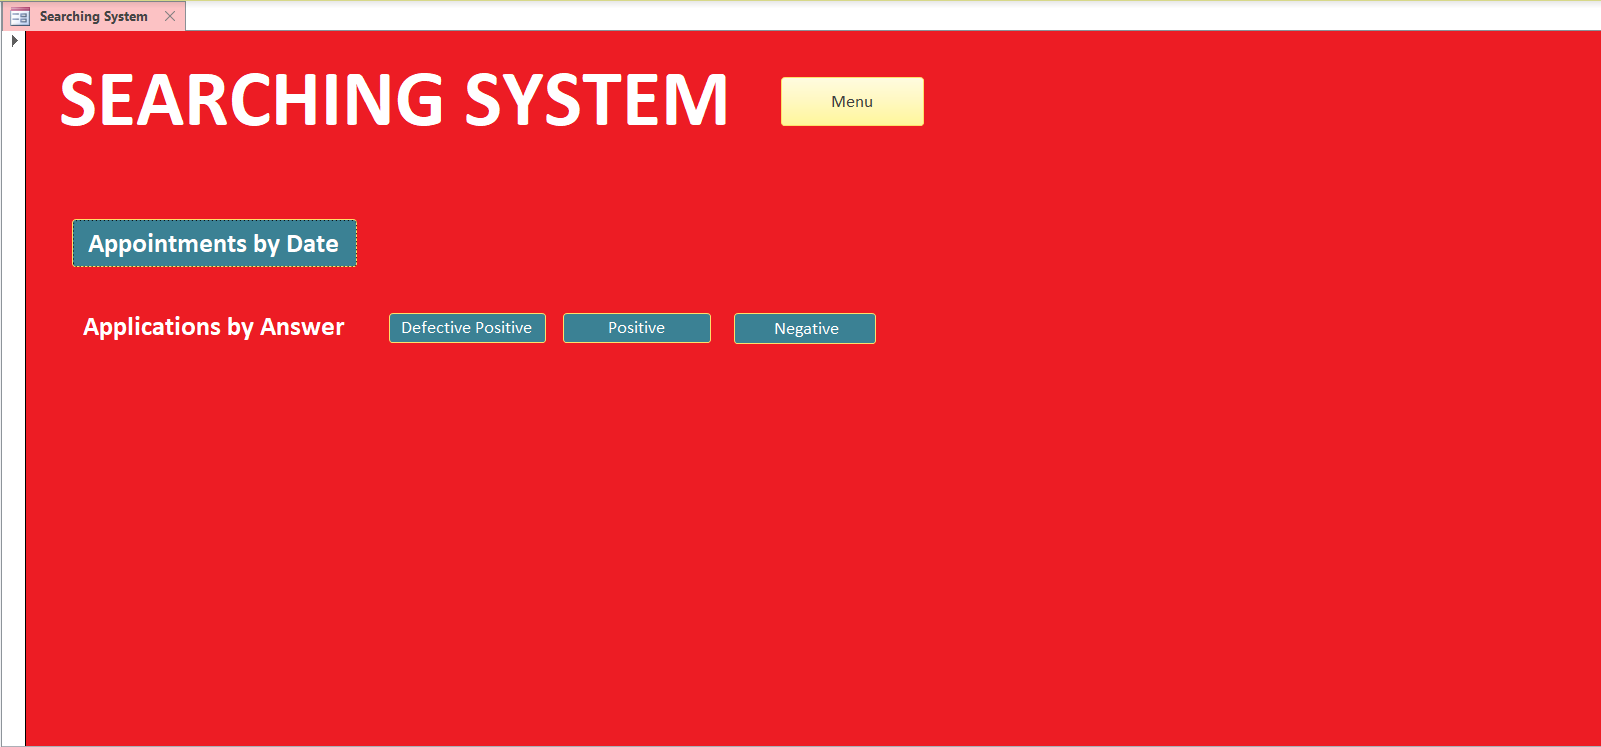 Searching System
SEARCHING SYSTEM
Menu
Appointments by Date
Applications by Answer
Defective Positive
Positive
Negative